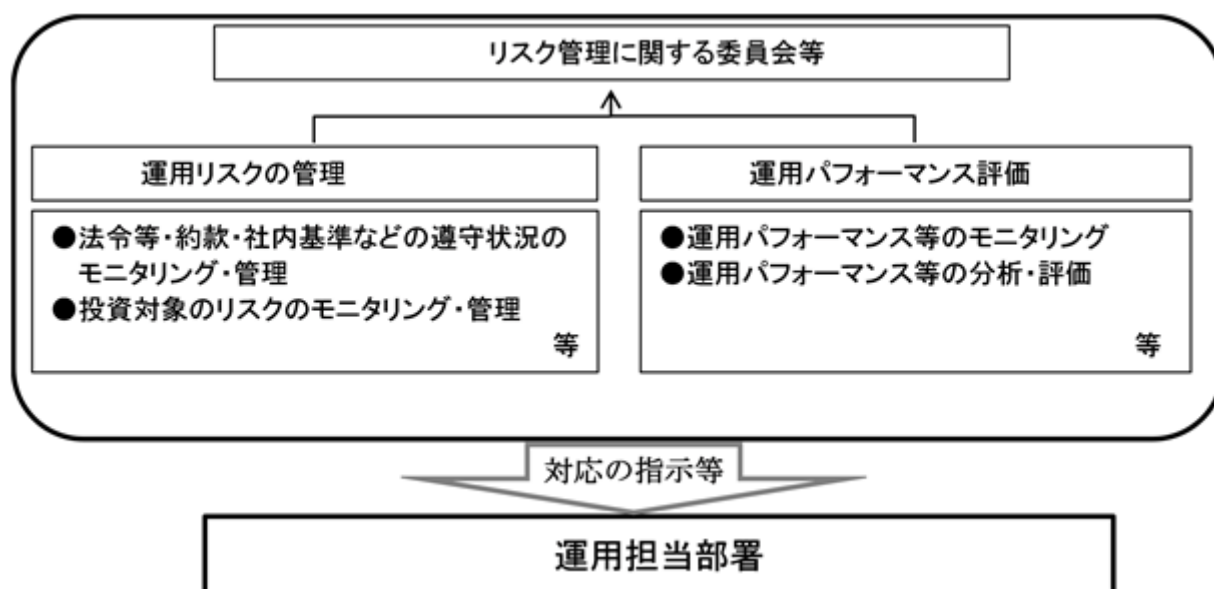 リスク管理に関する委員会等
運用リスクの管理
●法令等・約款・社内基準などの遵守状況の
モニタリング・管理
●投資対象のリスクのモニタリング・管理
等
運用パフォーマンス評価
●運用パフォーマンス等のモニタリング
●運用パフォーマンス等の分析・評価
等
対応の指示等
運用担当部署